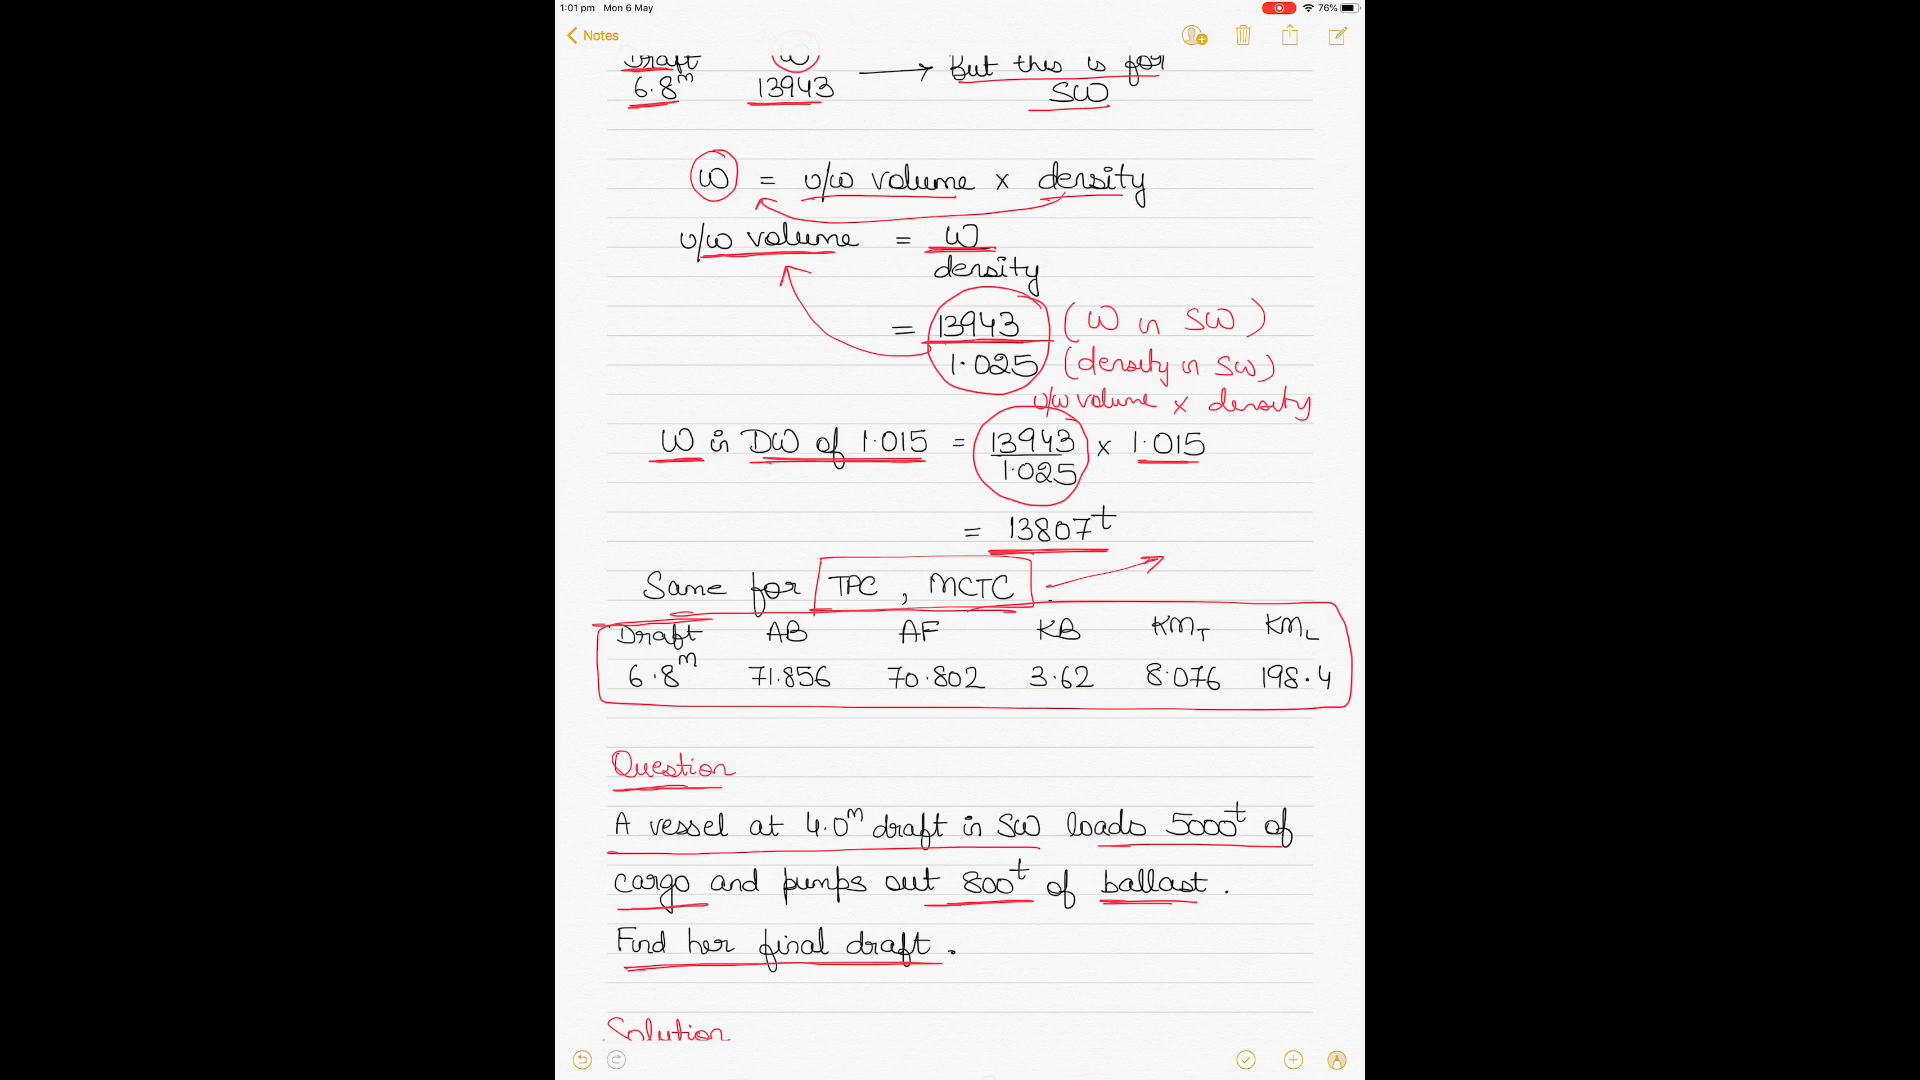 1:01 pm Mon 6 May 76%
Notes
Draft W → But this is for
6.8m 13943 SW
W = u/w volume x density
u/w volume = W
density
= 13943 (W in SW)
1.025 (density in SW)
u/w volume x density
W in DW of 1.015 = 13943 x 1.015
1.025
= 13807t
Same for TPC, MCTC.
Draft AB AF KB KMT KML
6.8m 71.856 70.802 3.62 8.076 198.4
Question
A vessel at 4.0m draft in SW loads 5000t of
cargo and pumps out 800t of ballast.
Find her final draft.
Solution